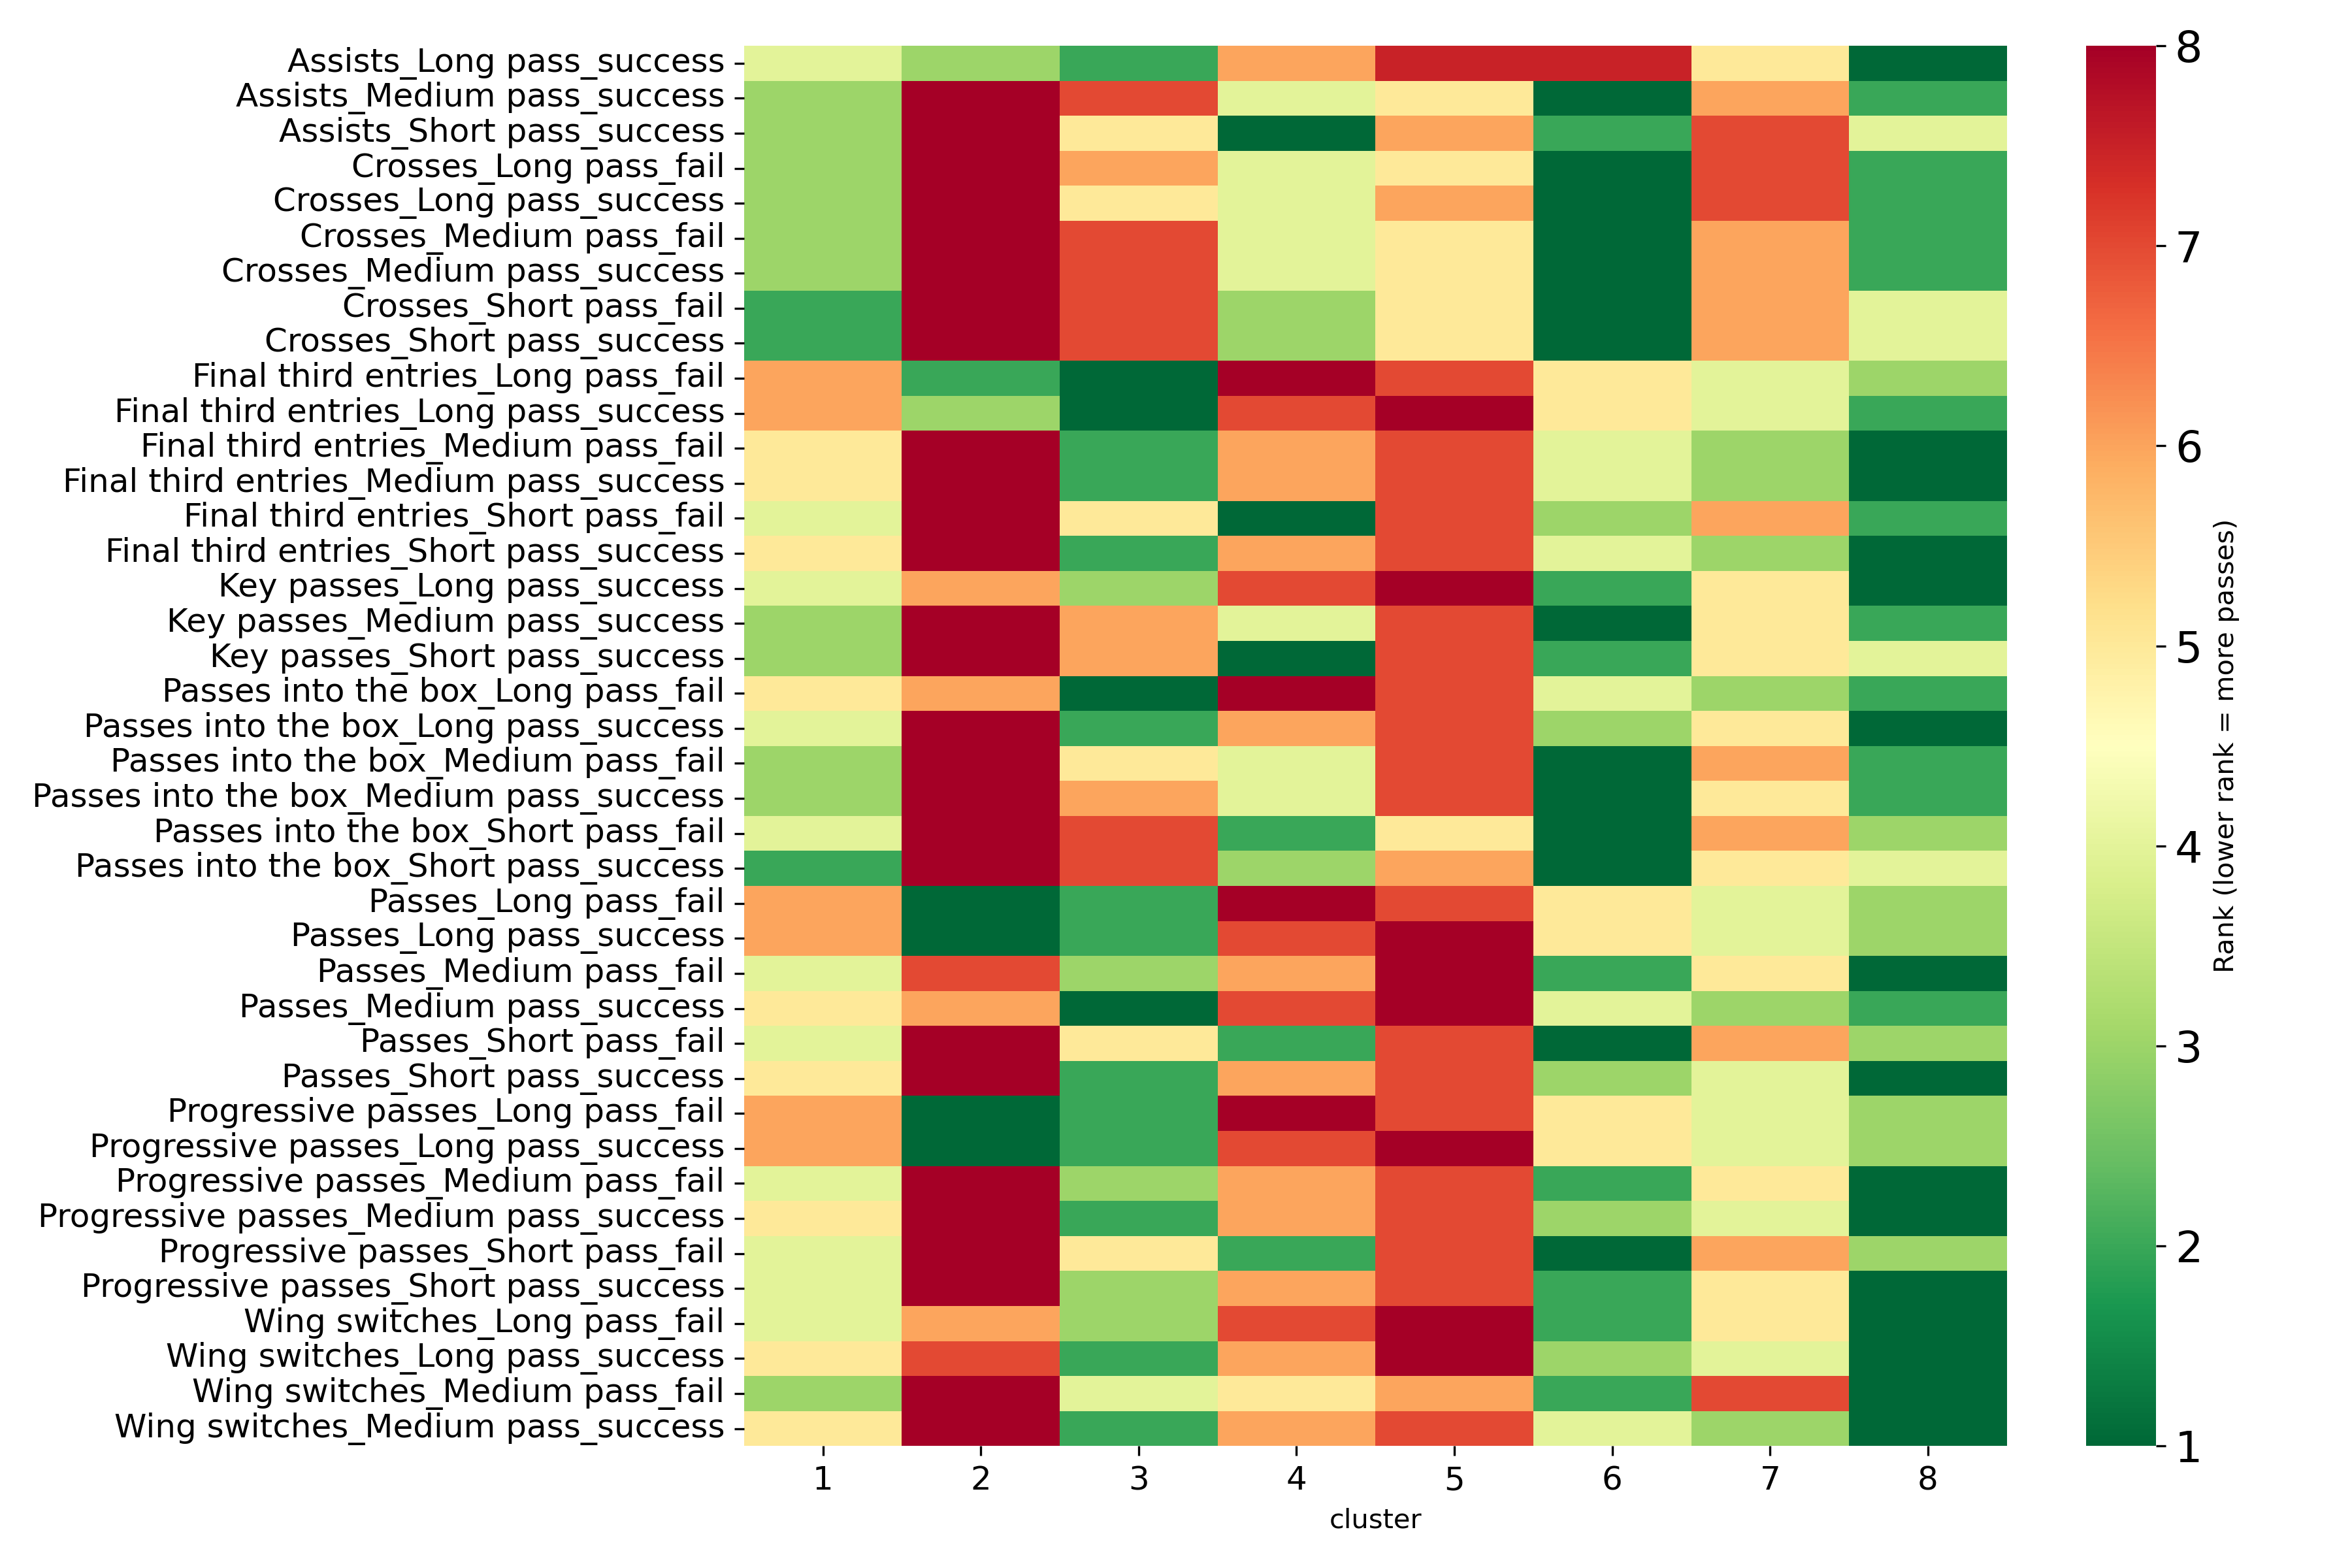 Assists_Long pass_success
Assists_Medium pass_success
Assists_Short pass_success
Crosses_Long pass_fail
Crosses_Long pass_success
Crosses_Medium pass_fail
Crosses_Medium pass_success
Crosses_Short pass_fail
Crosses_Short pass_success
Final third entries_Long pass_fail
Final third entries_Long pass_success
Final third entries_Medium pass_fail
Final third entries_Medium pass_success
Final third entries_Short pass_fail
Final third entries_Short pass_success
Key passes_Long pass_success
Key passes_Medium pass_success
Key passes_Short pass_success
Passes into the box_Long pass_fail
Passes into the box_Long pass_success
Passes into the box_Medium pass_fail
Passes into the box_Medium pass_success
Passes into the box_Short pass_fail
Passes into the box_Short pass_success
Passes_Long pass_fail
Passes_Long pass_success
Passes_Medium pass_fail
Passes_Medium pass_success
Passes_Short pass_fail
Passes_Short pass_success
Progressive passes_Long pass_fail
Progressive passes_Long pass_success
Progressive passes_Medium pass_fail
Progressive passes_Medium pass_success
Progressive passes_Short pass_fail
Progressive passes_Short pass_success
Wing switches_Long pass_fail
Wing switches_Long pass_success
Wing switches_Medium pass_fail
Wing switches_Medium pass_success
1 2 3 4 5 6 7 8
cluster
8
7
6
5
4
3
2
1
Rank (lower rank = more passes)